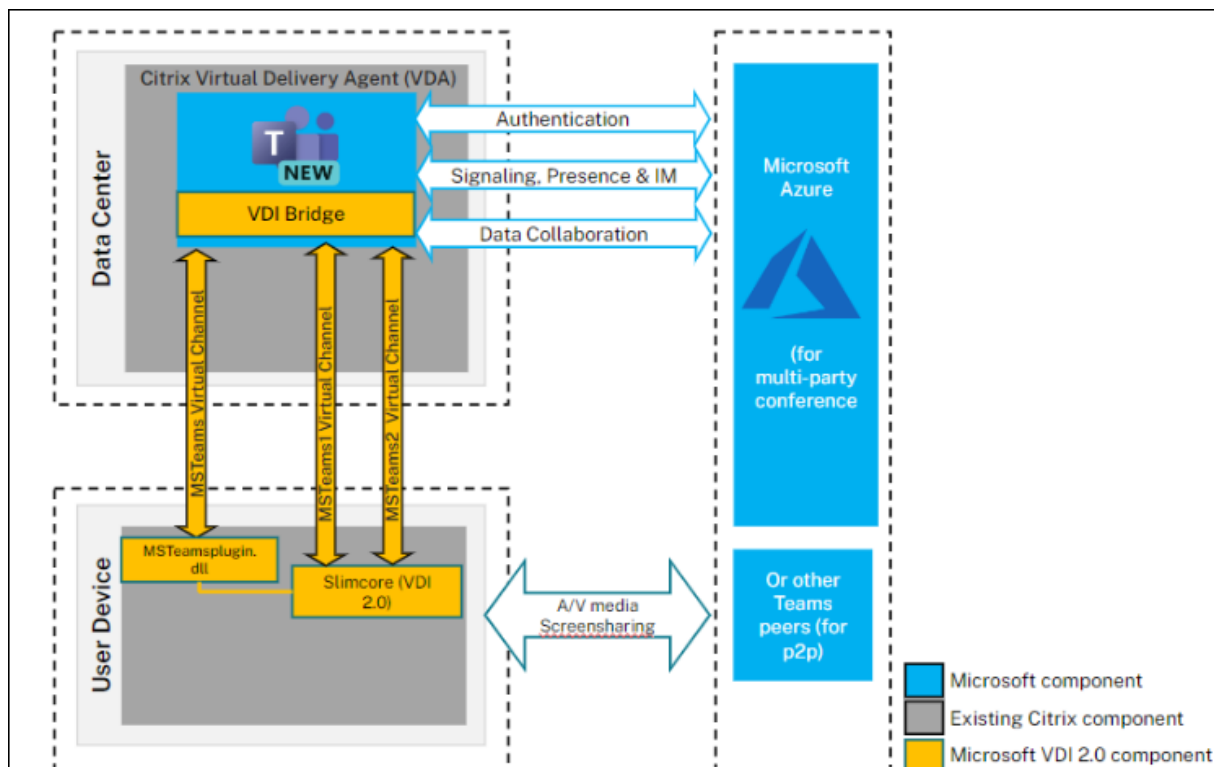 Citrix Virtual Delivery Agent (VDA)
T
NEW
VDI Bridge
Data Center
Authentication
Signaling, Presence & IM
Data Collaboration
Microsoft
Azure
(for
multi-party
conference
MSTeams Virtual Channel
MSTeams1 Virtual Channel
MSTeams2 Virtual Channel
User Device
MSTeamsplugin.
dll
Slimcore (VDI
2.0)
A/V media
Screensharing
Or other
Teams
peers (for
p2p)
Microsoft component
Existing Citrix component
Microsoft VDI 2.0 component